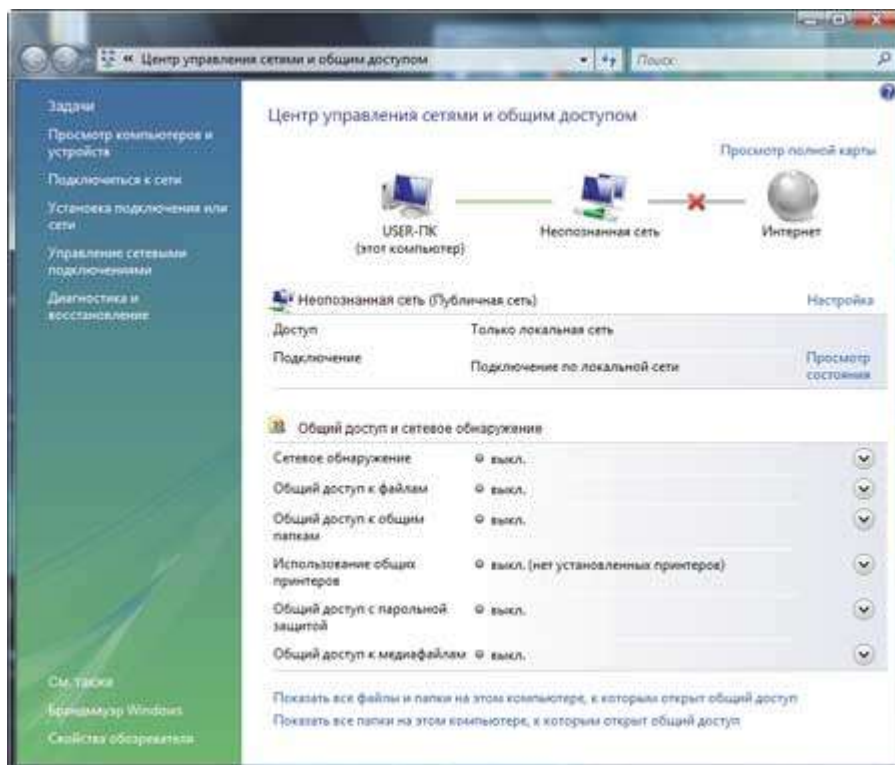 « Центр управления сетями и общим доступом
Поиск
Задачи
Просмотр компьютеров и
устройств
Подключиться к сети
Установка подключения или
сети
Управление сетевыми
подключениями
Диагностика и
восстановление
См. также
Брандмауэр Windows
Свойства обозревателя
Центр управления сетями и общим доступом
Просмотр полной карты
USER-ПК
(этот компьютер)
Неопознанная сеть
Интернет
Неопознанная сеть (Публичная сеть)
Настройка
Доступ
Только локальная сеть
Подключение
Подключение по локальной сети
Просмотр
состояния
Общий доступ и сетевое обнаружение
Сетевое обнаружение
выкл.
Общий доступ к файлам
выкл.
Общий доступ к общим
папкам
выкл.
Использование общих
принтеров
выкл. (нет установленных принтеров)
Общий доступ с парольной
защитой
выкл.
Общий доступ к медиафайлам
выкл.
Показать все файлы и папки на этом компьютере, к которым открыт общий доступ
Показать все папки на этом компьютере, к которым открыт общий доступ